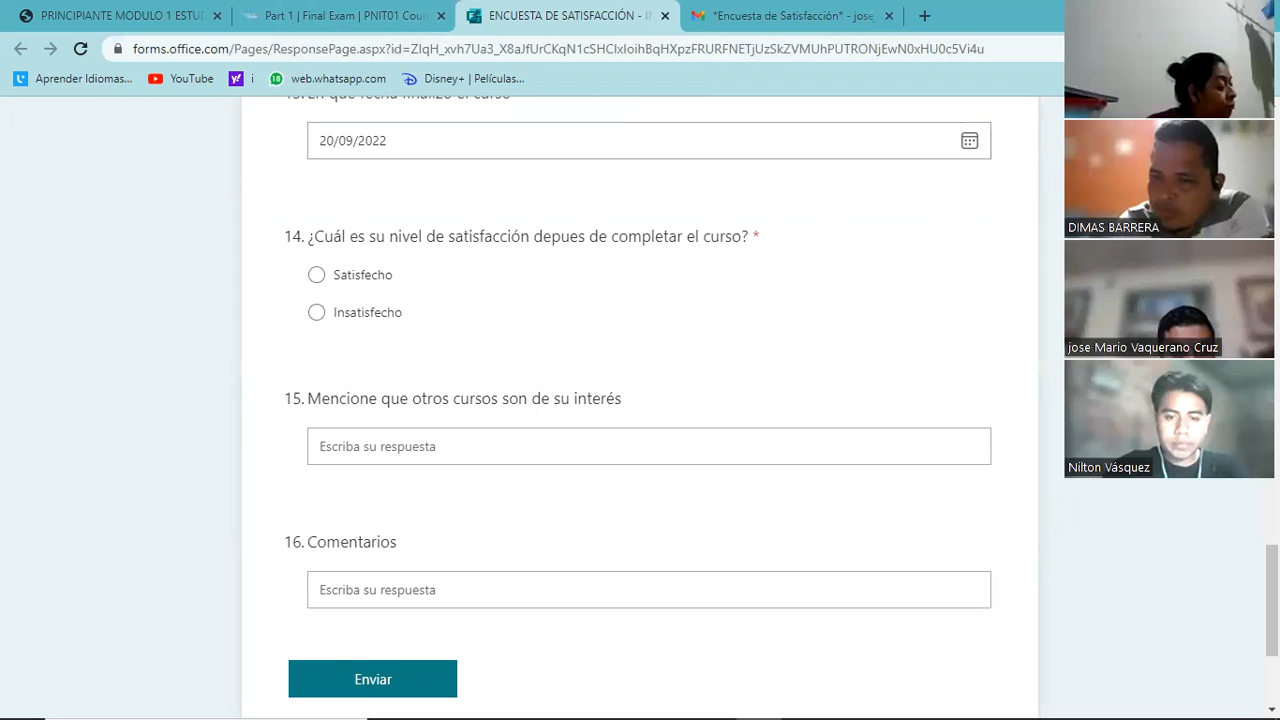 PRINCIPIANTE MODULO 1 ESTUD
Part 1 | Final Exam | PNIT01 Cou
ENCUESTA DE SATISFACCIÓN - I
*Encuesta de Satisfacción* - jose
forms.office.com/Pages/ResponsePage.aspx?id=ZIqH_xvh7Ua3_X8aJfUrCKqN1cSHClxIoihBqHXpzFRURFNETjUzSkZVMUhPUTRONjEwN0xHU0c5Vi4u
Aprender Idiomas...
YouTube
i
web.whatsapp.com
Disney+ | Películas...
20/09/2022
14. ¿Cuál es su nivel de satisfacción depues de completar el curso? *
Satisfecho
Insatisfecho
15. Mencione que otros cursos son de su interés
Escriba su respuesta
16. Comentarios
Escriba su respuesta
Enviar
DIMAS BARRERA
jose Mario Vaquerano Cruz
Nilton Vásquez